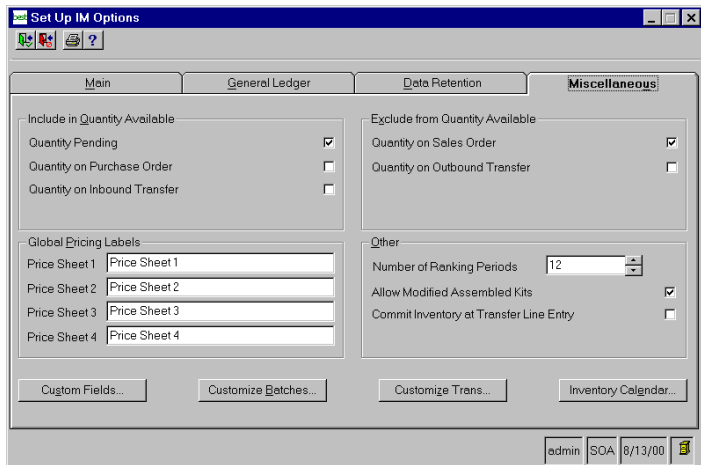 best Set Up IM Options
?
Main General Ledger Data Retention Miscellaneous
Include in Quantity Available
Quantity Pending
Quantity on Purchase Order
Quantity on Inbound Transfer
Exclude from Quantity Available
Quantity on Sales Order
Quantity on Outbound Transfer
Global Pricing Labels
Price Sheet 1 Price Sheet 1
Price Sheet 2 Price Sheet 2
Price Sheet 3 Price Sheet 3
Price Sheet 4 Price Sheet 4
Other
Number of Ranking Periods 12
Allow Modified Assembled Kits
Commit Inventory at Transfer Line Entry
Custom Fields... Customize Batches... Customize Trans... Inventory Calendar...
admin SOA 8/13/00